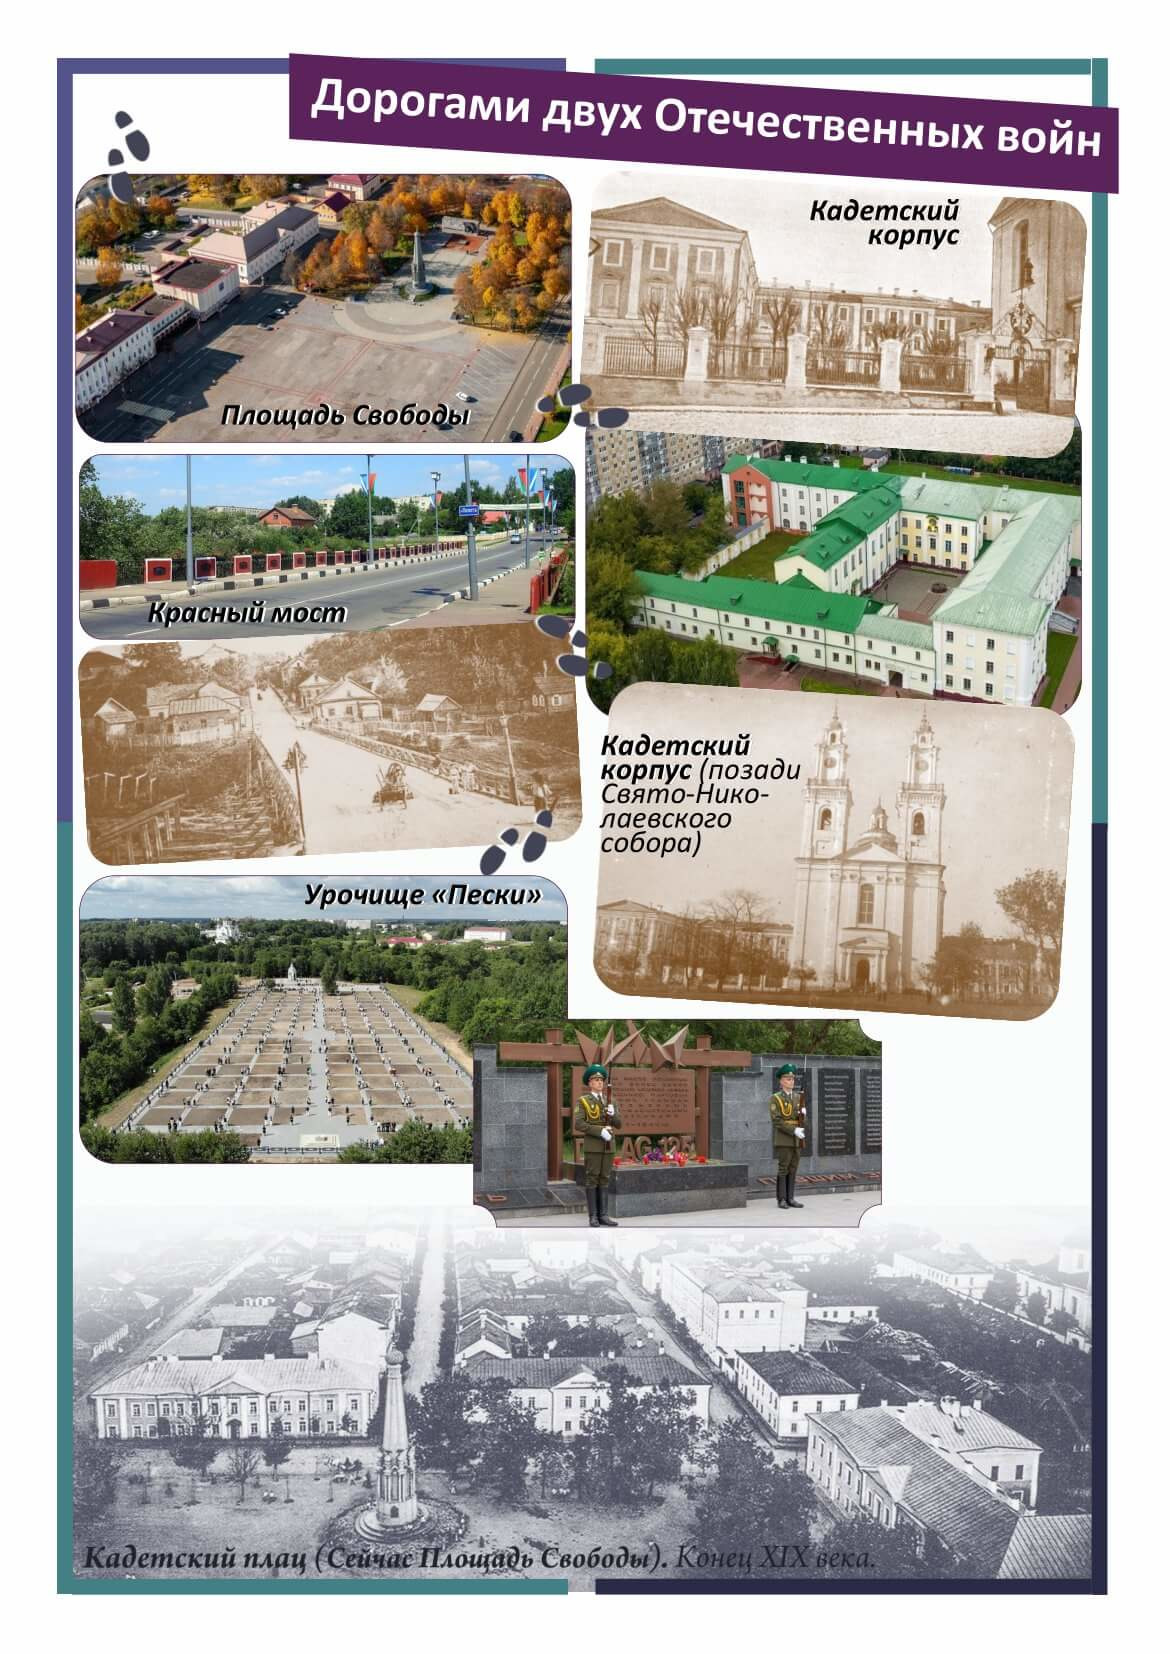 Дорогами двух Отечественных войн
Кадетский
корпус
Площадь Свободы
Красный мост
Кадетский
корпус (позади
Свято-Нико-
лаевского
собора)
Урочище «Пески»
Кадетский плац (Сейчас Площадь Свободы). Конец XIX века.